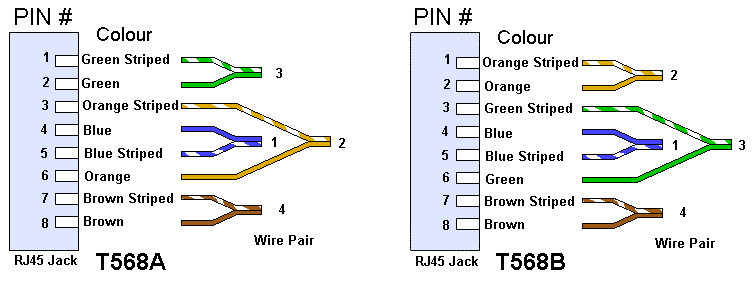 PIN #
Colour
1 Green Striped
2 Green
3
3 Orange Striped
4 Blue
1
2
5 Blue Striped
6 Orange
7 Brown Striped
4
8 Brown
Wire Pair
RJ45 Jack T568A
PIN #
Colour
1 Orange Striped
2
2 Orange
3 Green Striped
4 Blue
1
3
5 Blue Striped
6 Green
7 Brown Striped
4
8 Brown
Wire Pair
RJ45 Jack T568B